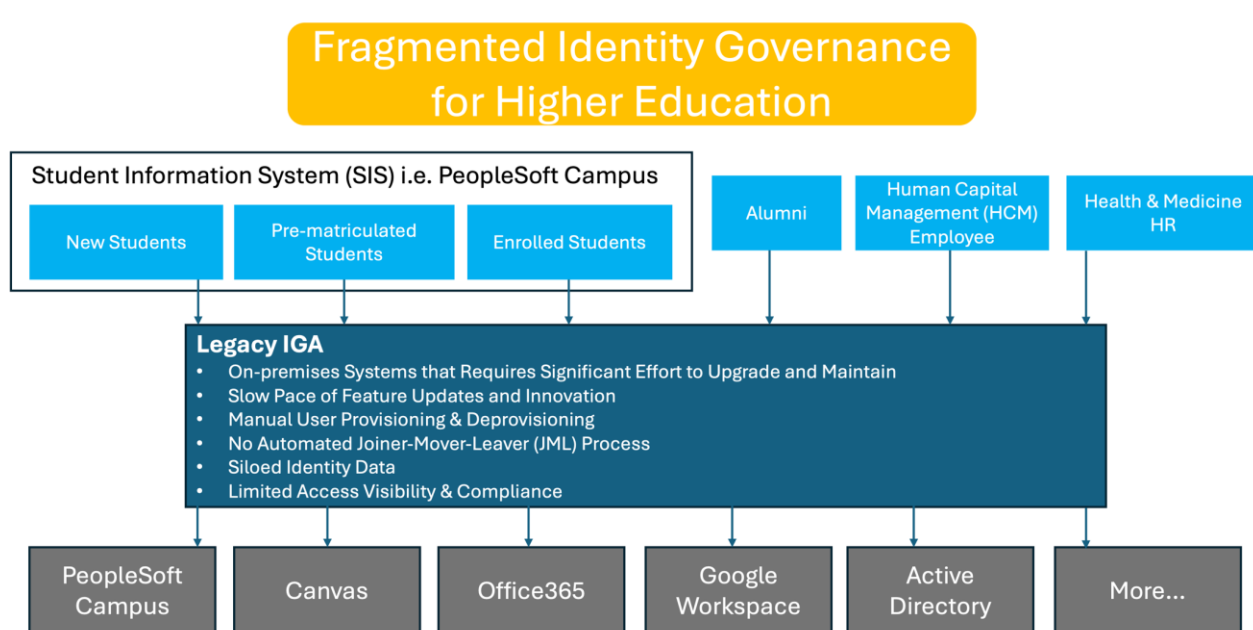 Fragmented Identity Governance
for Higher Education
Student Information System (SIS) i.e. PeopleSoft Campus
New Students
Pre-matriculated
Students
Enrolled Students
Alumni
Human Capital
Management (HCM)
Employee
Health & Medicine
HR
Legacy IGA
• On-premises Systems that Requires Significant Effort to Upgrade and Maintain
• Slow Pace of Feature Updates and Innovation
• Manual User Provisioning & Deprovisioning
• No Automated Joiner-Mover-Leaver (JML) Process
• Siloed Identity Data
• Limited Access Visibility & Compliance
PeopleSoft
Campus
Canvas
Office365
Google
Workspace
Active
Directory
More...